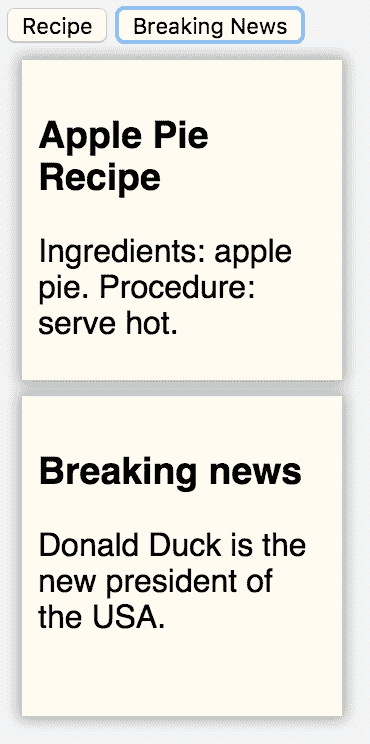 Recipe Breaking News
Apple Pie
Recipe
Ingredients: apple
pie. Procedure:
serve hot.
Breaking news
Donald Duck is the
new president of
the USA.